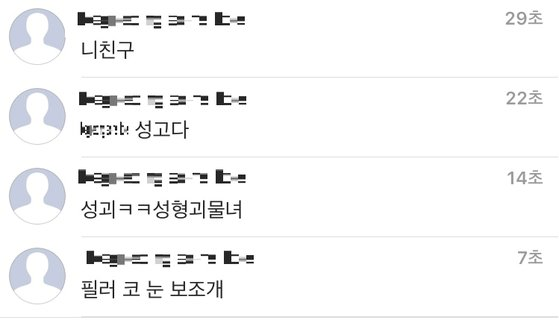 29초
니친구
22초
성고다
14초
성괴ㅋㅋ성형괴물녀
7초
필러 코 눈 보조개